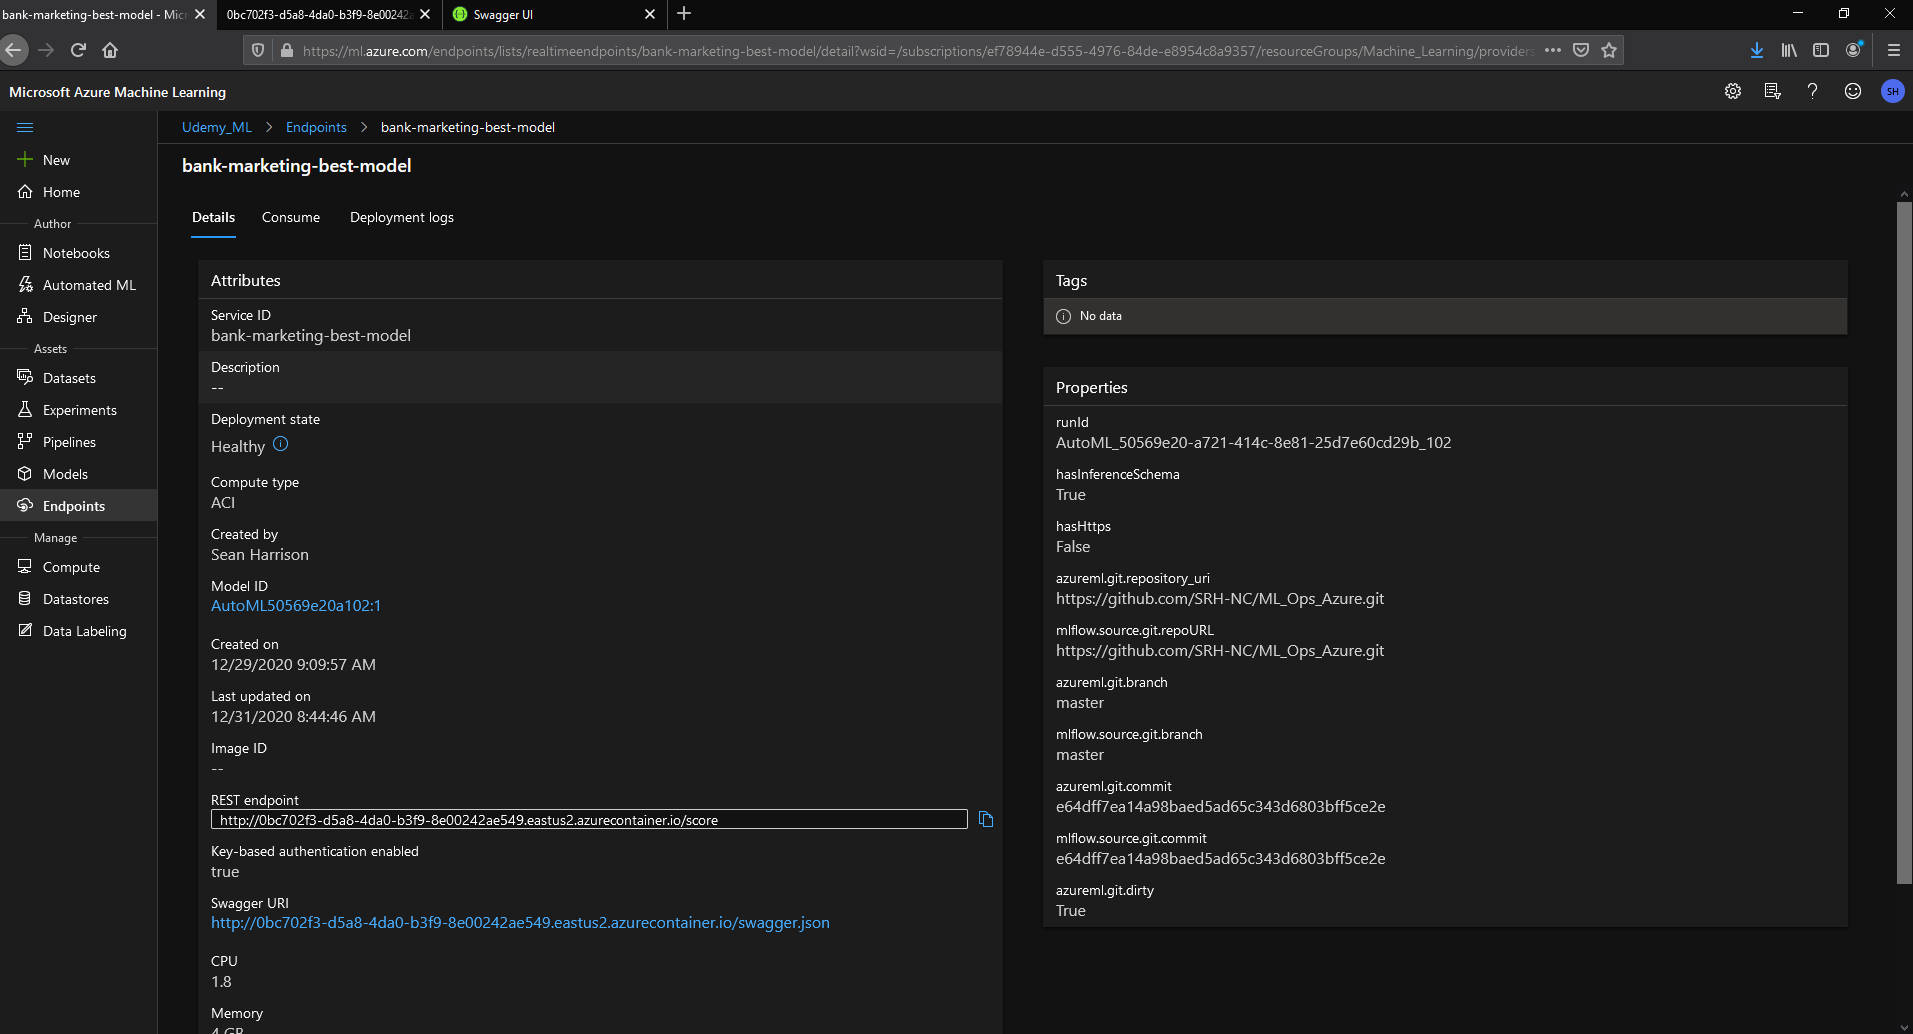 bank-marketing-best-model - Mic
0bc702f3-d5a8-4da0-b3f9-8e00242a
Swagger UI
https://ml.azure.com/endpoints/lists/realtimeendpoints/bank-marketing-best-model/detail?wsid=/subscriptions/ef78944e-d555-4976-84de-e8954c8a9357/resourceGroups/Machine_Learning/providers
Microsoft Azure Machine Learning
SH
Udemy_ML > Endpoints > bank-marketing-best-model
New
Home
Author
Notebooks
Automated ML
Designer
Assets
Datasets
Experiments
Pipelines
Models
Endpoints
Manage
Compute
Datastores
Data Labeling
bank-marketing-best-model
Details Consume Deployment logs
Attributes
Service ID
bank-marketing-best-model
Description
--
Deployment state
Healthy
Compute type
ACI
Created by
Sean Harrison
Model ID
AutoML50569e20a102:1
Created on
12/29/2020 9:09:57 AM
Last updated on
12/31/2020 8:44:46 AM
Image ID
--
REST endpoint
http://0bc702f3-d5a8-4da0-b3f9-8e00242ae549.eastus2.azurecontainer.io/score
Key-based authentication enabled
true
Swagger URI
http://0bc702f3-d5a8-4da0-b3f9-8e00242ae549.eastus2.azurecontainer.io/swagger.json
CPU
1.8
Memory
4 GB
Tags
No data
Properties
runId
AutoML_50569e20-a721-414c-8e81-25d7e60cd29b_102
hasInferenceSchema
True
hasHttps
False
azureml.git.repository_uri
https://github.com/SRH-NC/ML_Ops_Azure.git
mlflow.source.git.repoURL
https://github.com/SRH-NC/ML_Ops_Azure.git
azureml.git.branch
master
mlflow.source.git.branch
master
azureml.git.commit
e64dff7ea14a98baed5ad65c343d6803bff5ce2e
mlflow.source.git.commit
e64dff7ea14a98baed5ad65c343d6803bff5ce2e
azureml.git.dirty
True